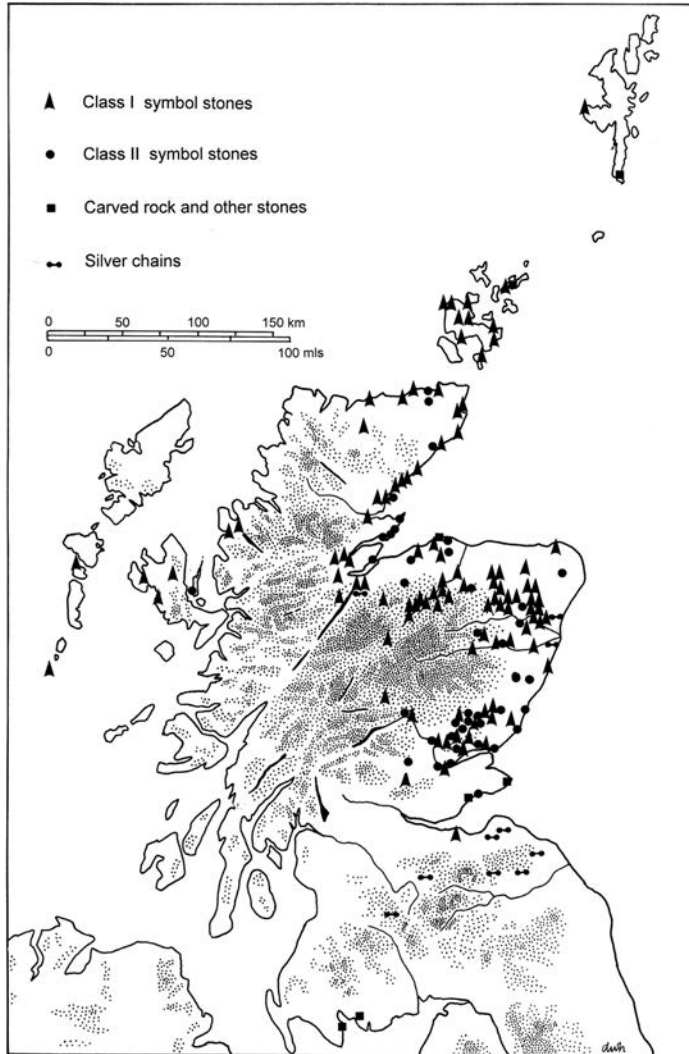 Class I symbol stones
Class II symbol stones
Carved rock and other stones
Silver chains
0 50 100 150 km
0 50 100 mls
dwh